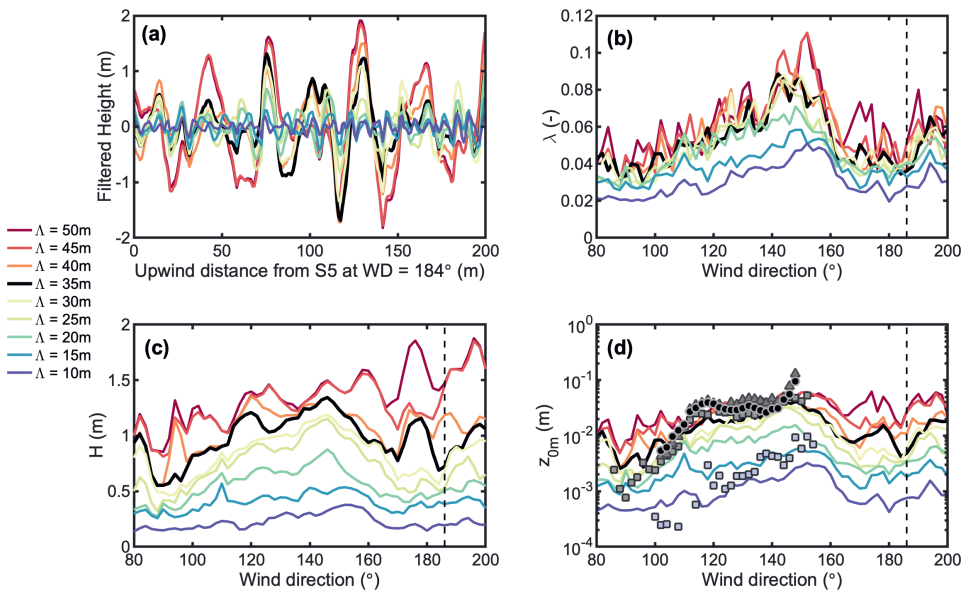 (a)
Filtered Height (m)
2
1
0
-1
-2
0
50
100
150
200
Upwind distance from S5 at WD = 184° (m)
(b)
λ (-)
0.12
0.1
0.08
0.06
0.04
0.02
0
80
100
120
140
160
180
200
Wind direction (°)
Λ = 50m
Λ = 45m
Λ = 40m
Λ = 35m
Λ = 30m
Λ = 25m
Λ = 20m
Λ = 15m
Λ = 10m
(c)
H (m)
2
1.5
1
0.5
0
80
100
120
140
160
180
200
Wind direction (°)
(d)
z0m (m)
10^0
10^-1
10^-2
10^-3
10^-4
80
100
120
140
160
180
200
Wind direction (°)